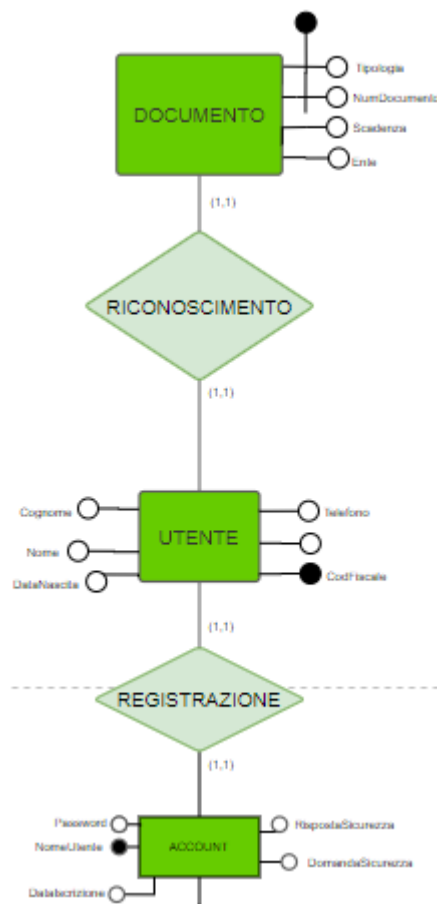 Tipologia
DOCUMENTO
NumDocumento
Scadenza
Ente
(1,1)
RICONOSCIMENTO
(1,1)
Cognome
Telefono
UTENTE
Nome
DataNascita
CodFiscale
(1,1)
REGISTRAZIONE
(1,1)
Password
RispostaSicurezza
NomeUtente
ACCOUNT
DomandaSicurezza
DataIscrizione